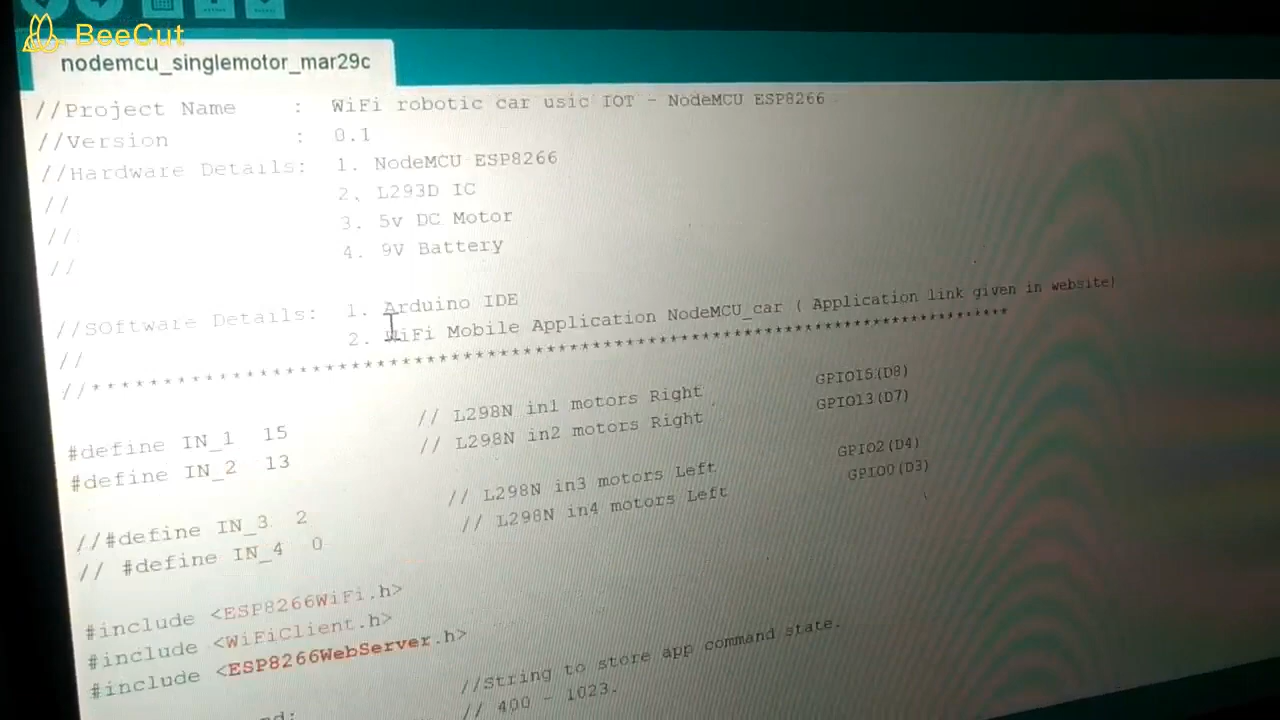 BeeCut
nodemcu_singlemotor_mar29c
//Project Name : WiFi robotic car usic IOT - NodeMCU ESP8266
//Version : 0.1
//Hardware Details: 1. NodeMCU ESP8266
// 2. L293D IC
// 3. 5v DC Motor
// 4. 9V Battery
//SOftware Details: 1. Arduino IDE
// 2. WiFi Mobile Application NodeMCU_car ( Application link given in website)
//*******************************************************************************
#define IN_1 15 // L298N in1 motors Right GPIO15(D8)
#define IN_2 13 // L298N in2 motors Right GPIO13(D7)
//#define IN_3 2 // L298N in3 motors Left GPIO2(D4)
// #define IN_4 0 // L298N in4 motors Left GPIO0(D3)
#include <ESP8266WiFi.h>
#include <WiFiClient.h>
#include <ESP8266WebServer.h>
//String to store app command state.
// 400 - 1023.